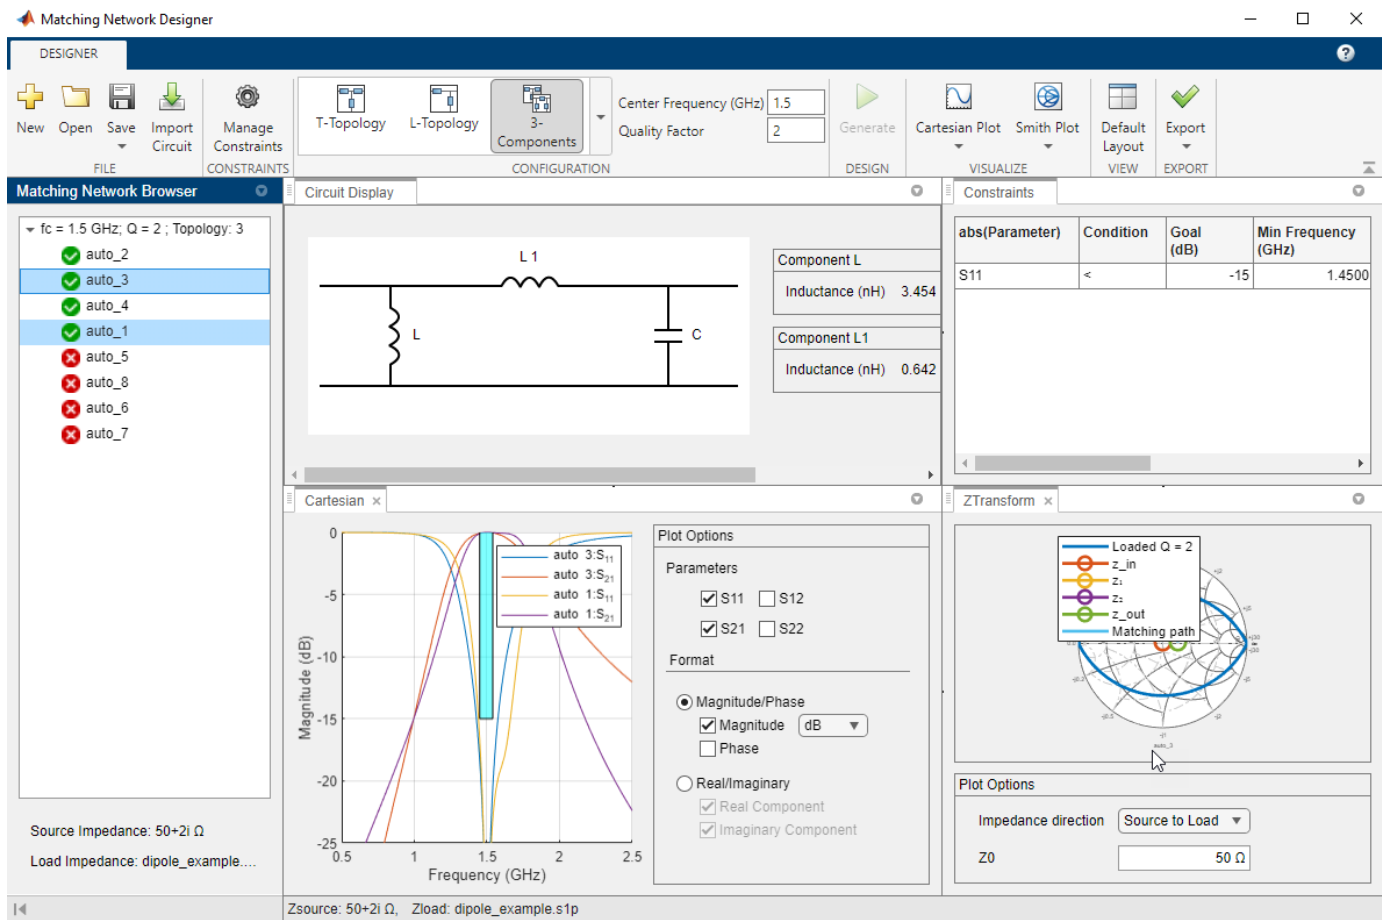 Matching Network Designer
DESIGNER
New
Open
Save
Import
Circuit
Manage
Constraints
T-Topology
L-Topology
3-
Components
Center Frequency (GHz) 1.5
Quality Factor 2
Generate
Cartesian Plot
Smith Plot
Default
Layout
Export
FILE
CONSTRAINTS
CONFIGURATION
DESIGN
VISUALIZE
VIEW
EXPORT
Matching Network Browser
fc = 1.5 GHz; Q = 2 ; Topology: 3
auto_2
auto_3
auto_4
auto_1
auto_5
auto_8
auto_6
auto_7
Source Impedance: 50+2i Ω
Load Impedance: dipole_example....
Circuit Display
L 1
L
C
Component L
Inductance (nH) 3.454
Component L1
Inductance (nH) 0.642
Constraints
abs(Parameter) Condition Goal (dB) Min Frequency (GHz)
S11 < -15 1.4500
Cartesian ×
0
-5
-10
-15
-20
-25
0.5 1 1.5 2 2.5
Magnitude (dB)
Frequency (GHz)
auto 3:S₁₁
auto 3:S₂₁
auto 1:S₁₁
auto 1:S₂₁
Plot Options
Parameters
S11 S12
S21 S22
Format
Magnitude/Phase
Magnitude dB
Phase
Real/Imaginary
Real Component
Imaginary Component
ZTransform ×
Loaded Q = 2
z_in
z₁
z₂
z_out
Matching path
auto_3
Plot Options
Impedance direction Source to Load
Z0 50 Ω
Zsource: 50+2i Ω, Zload: dipole_example.s1p